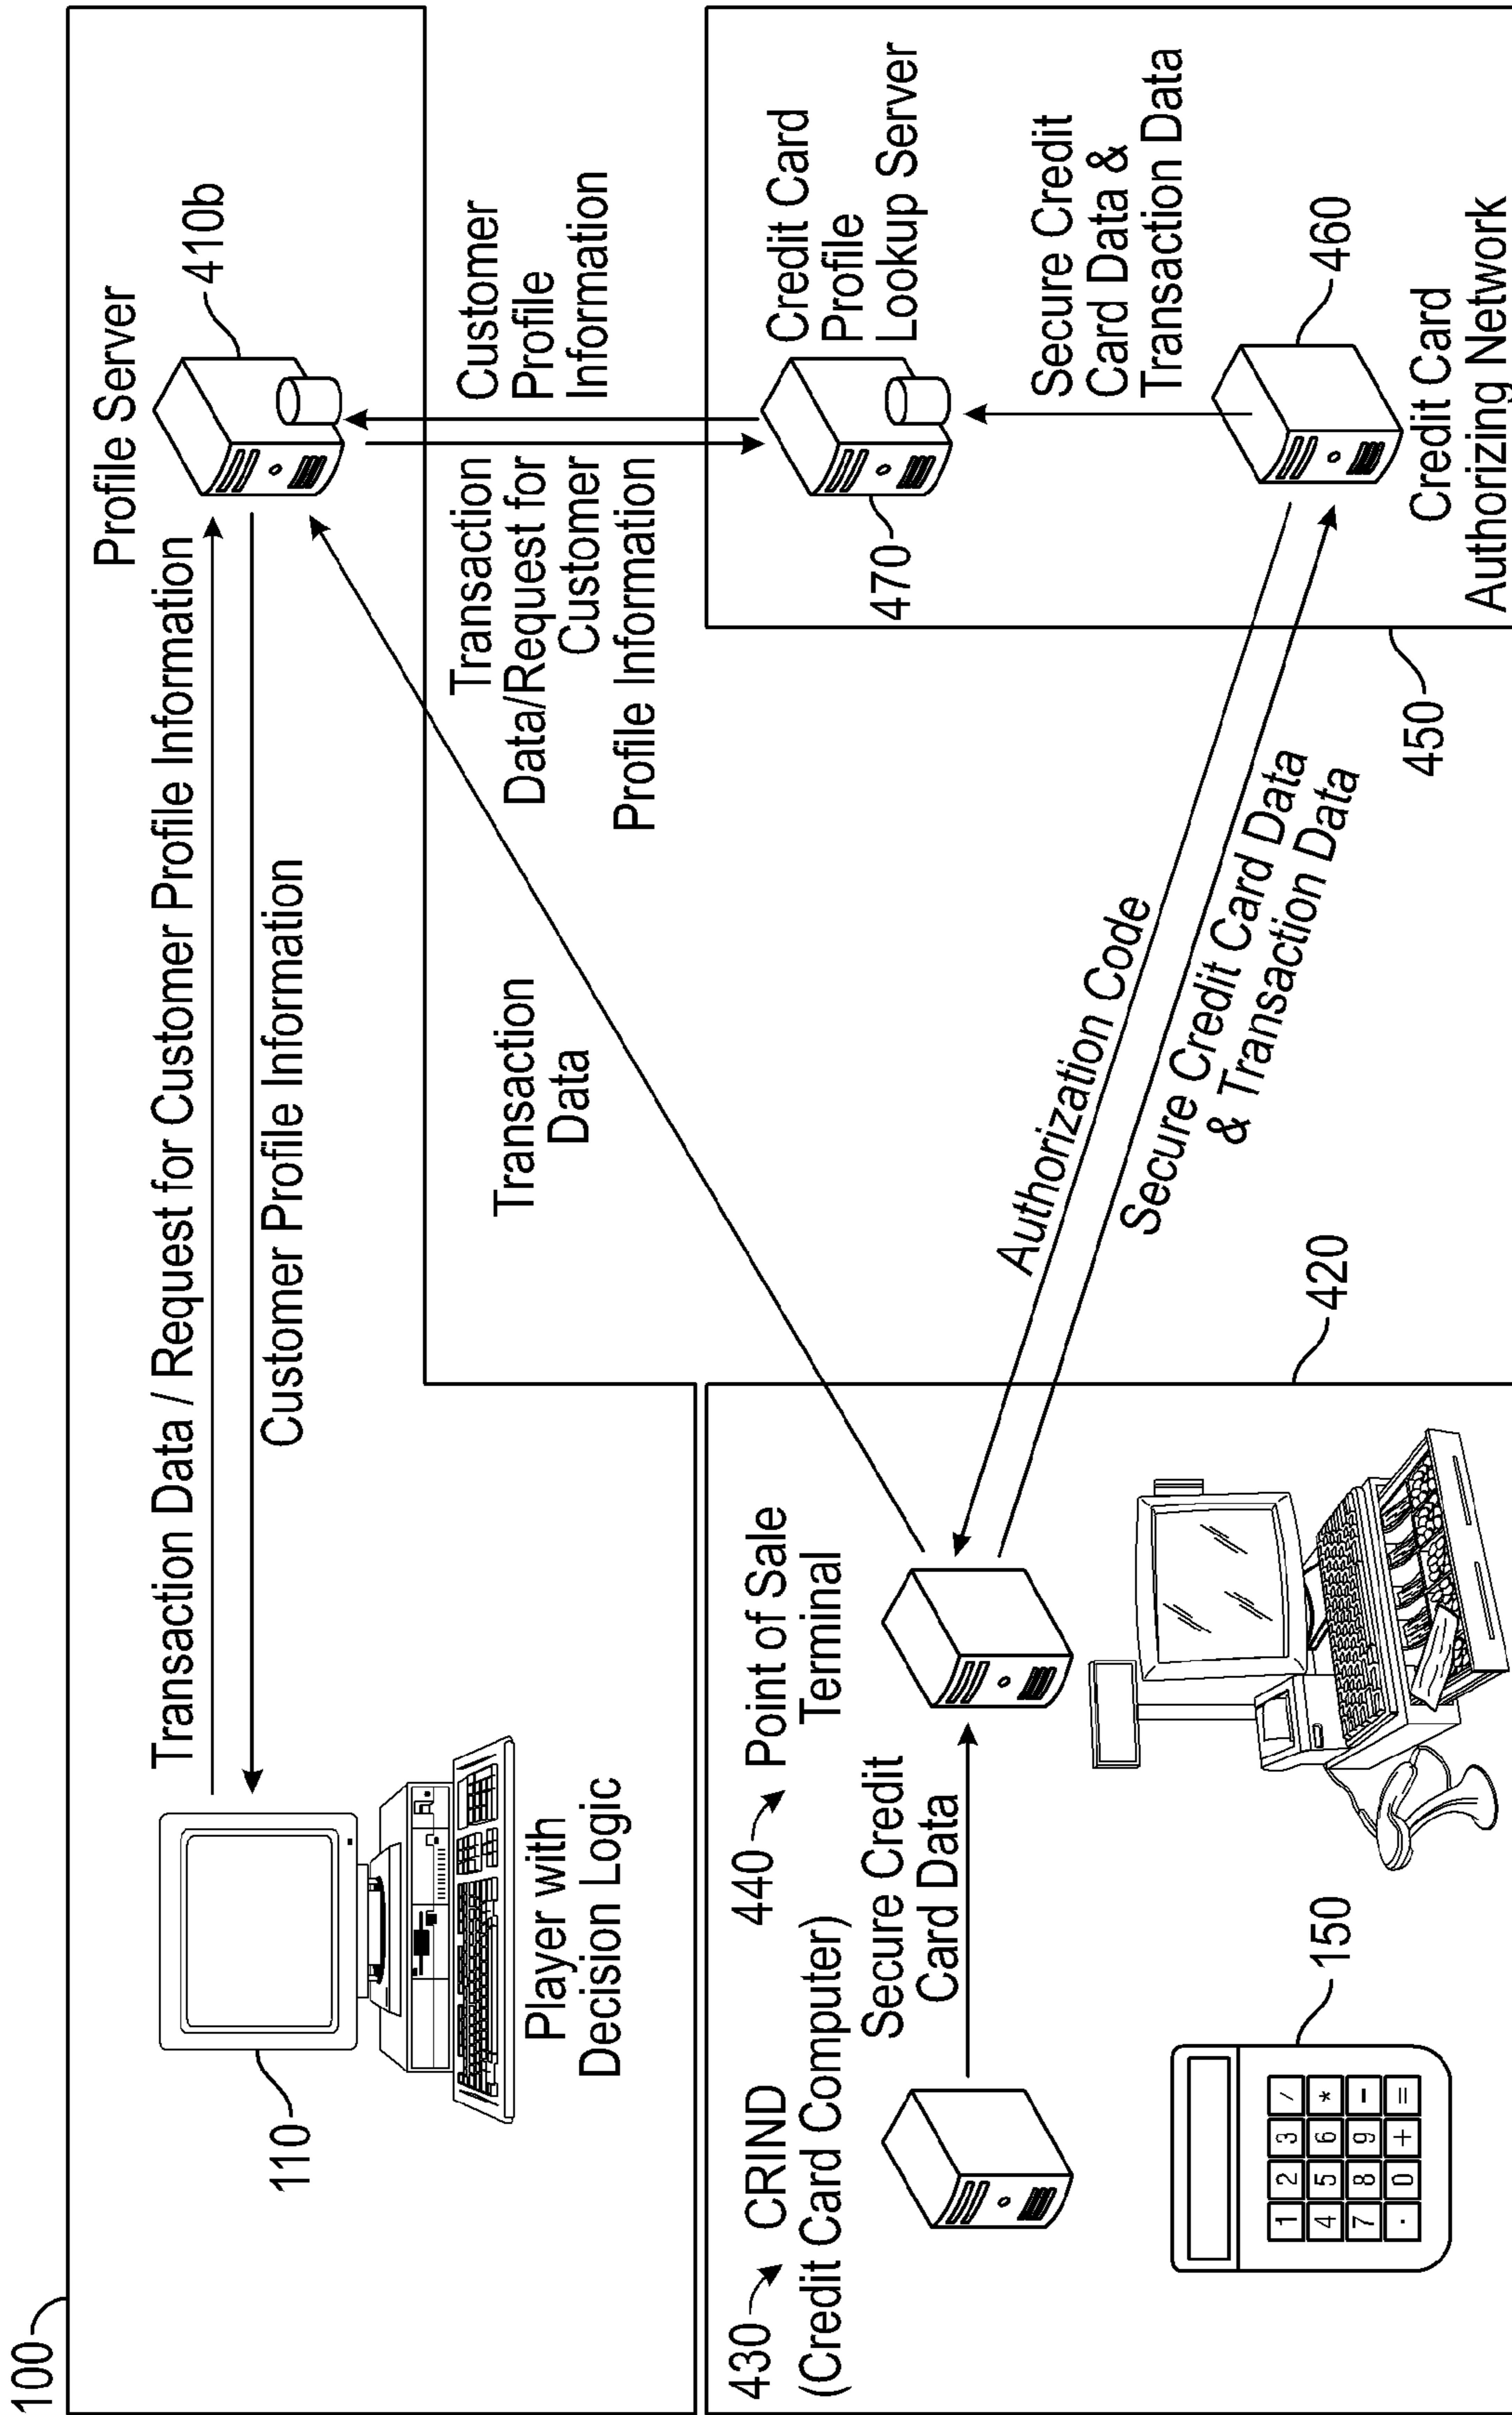 100
Profile Server
410b
Transaction Data / Request for Customer Profile Information
Customer Profile Information
110
Player with
Decision Logic
Customer
Profile
Information
Transaction
Data/Request for
Customer
Profile Information
Transaction
Data
Credit Card
Profile
Lookup Server
470
Secure Credit
Card Data &
Transaction Data
460
Credit Card
Authorizing Network
450
Authorization Code
Secure Credit Card Data
& Transaction Data
420
430
CRIND
(Credit Card Computer)
440
Point of Sale
Terminal
Secure Credit
Card Data
150
1 2 3 /
4 5 6 *
7 8 9 -
. 0 + =